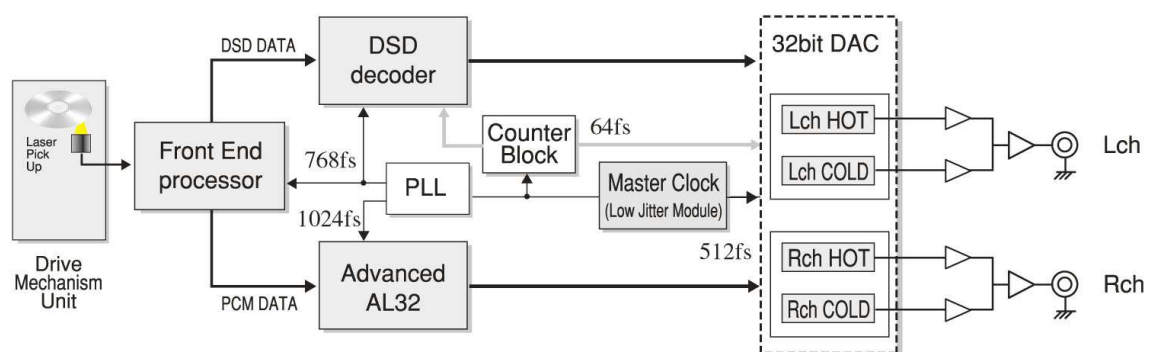 DSD DATA
DSD
decoder
32bit DAC
Laser
Pick
Up
Front End
processor
768fs
Counter
Block
64fs
Lch HOT
Lch COLD
Lch
PLL
Master Clock
(Low Jitter Module)
1024fs
512fs
Drive
Mechanism
Unit
PCM DATA
Advanced
AL32
Rch HOT
Rch COLD
Rch